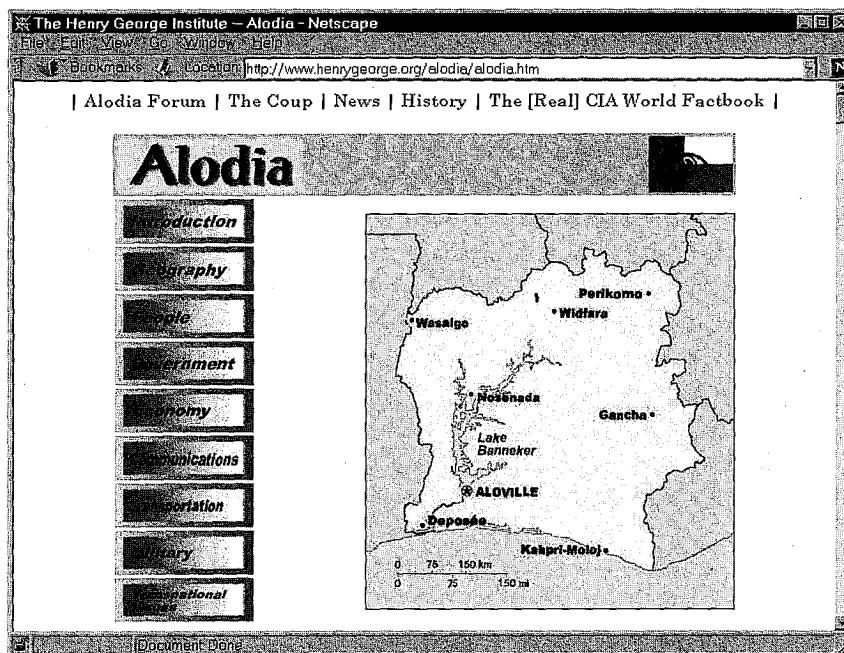 The Henry George Institute – Alodia - Netscape
File Edit View Go Window Help
Bookmarks Location: http://www.henrygeorge.org/alodia/alodia.htm
| Alodia Forum | The Coup | News | History | The [Real] CIA World Factbook |
Alodia
Introduction
Geography
People
Government
Economy
Communications
Transportation
Military
Transnational
Issues
Perikomo
Widfara
Wasalgo
Nosenada
Gancha
Lake
Banneker
ALOVILLE
Deposée
Kakpri-Moloj
0 75 150 km
0 75 150 mi
Document Done